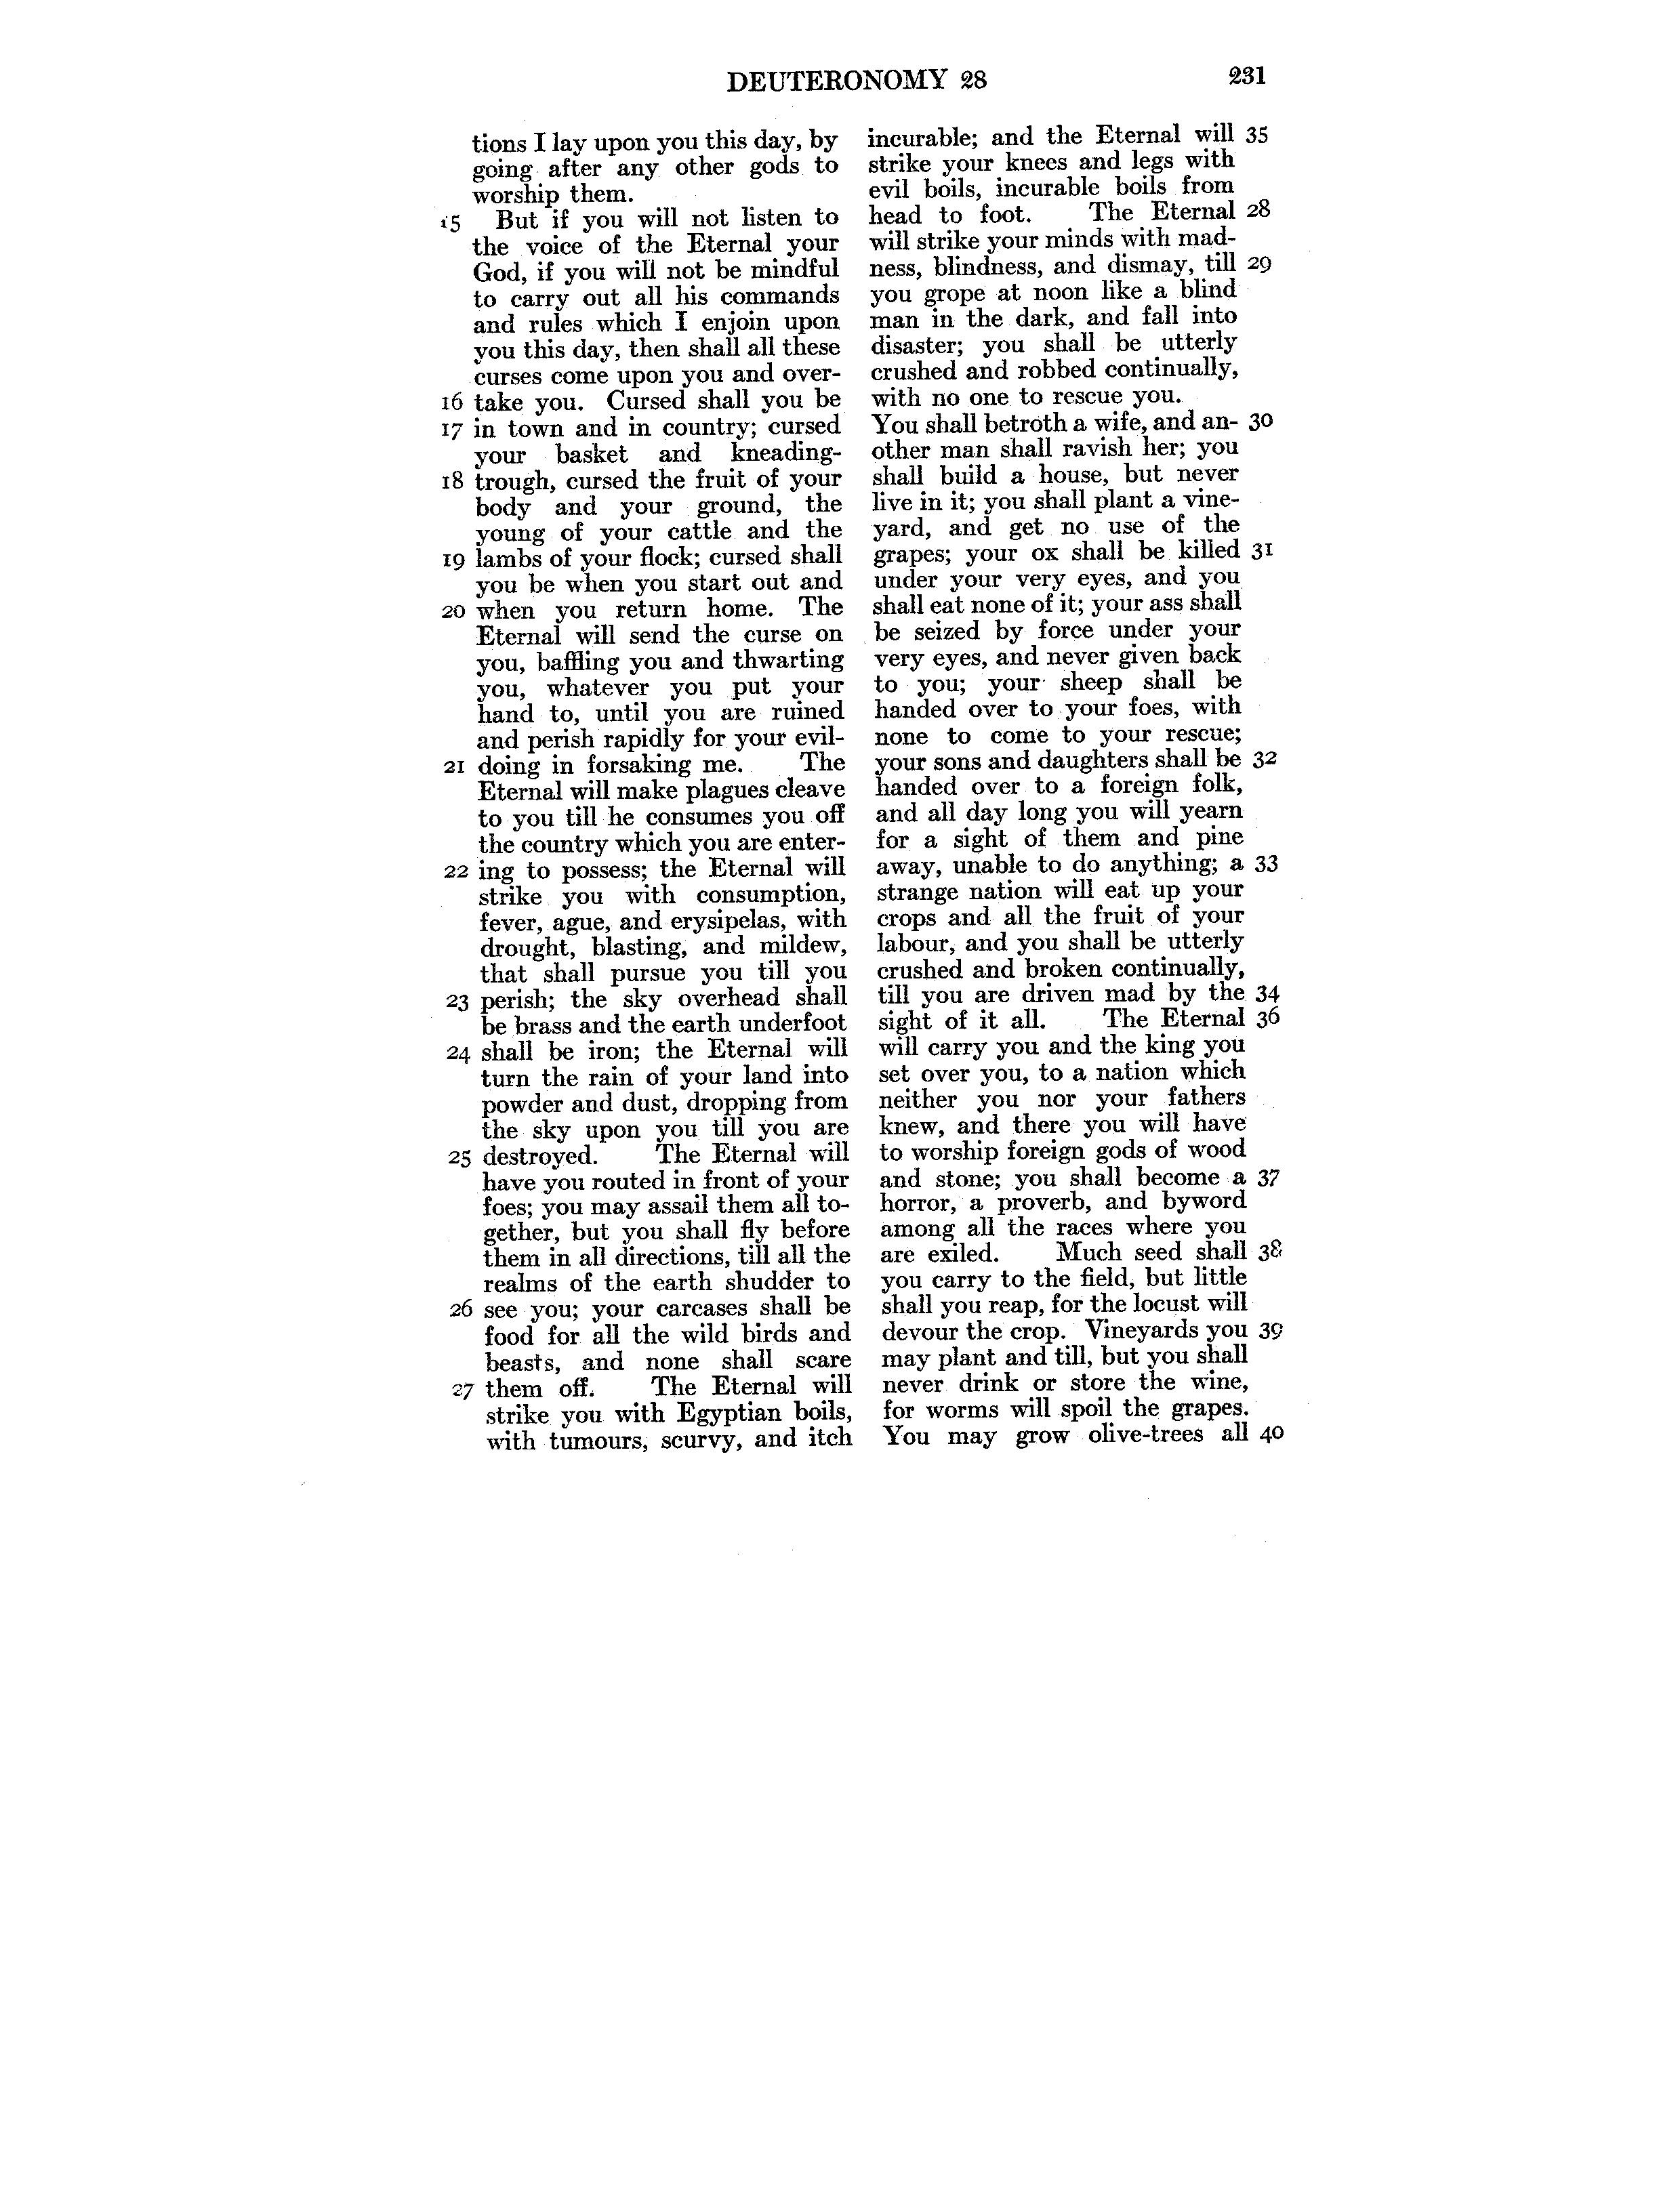 DEUTERONOMY 28 231
tions I lay upon you this day, by
going after any other gods to
worship them.
15 But if you will not listen to
the voice of the Eternal your
God, if you will not be mindful
to carry out all his commands
and rules which I enjoin upon
you this day, then shall all these
curses come upon you and over-
16 take you. Cursed shall you be
17 in town and in country; cursed
your basket and kneading-
18 trough, cursed the fruit of your
body and your ground, the
young of your cattle and the
19 lambs of your flock; cursed shall
you be when you start out and
20 when you return home. The
Eternal will send the curse on
you, baffling you and thwarting
you, whatever you put your
hand to, until you are ruined
and perish rapidly for your evil-
21 doing in forsaking me. The
Eternal will make plagues cleave
to you till he consumes you off
the country which you are enter-
22 ing to possess; the Eternal will
strike you with consumption,
fever, ague, and erysipelas, with
drought, blasting, and mildew,
that shall pursue you till you
23 perish; the sky overhead shall
be brass and the earth underfoot
24 shall be iron; the Eternal will
turn the rain of your land into
powder and dust, dropping from
the sky upon you till you are
25 destroyed. The Eternal will
have you routed in front of your
foes; you may assail them all to-
gether, but you shall fly before
them in all directions, till all the
realms of the earth shudder to
26 see you; your carcases shall be
food for all the wild birds and
beasts, and none shall scare
27 them off. The Eternal will
strike you with Egyptian boils,
with tumours, scurvy, and itch
incurable; and the Eternal will 35
strike your knees and legs with
evil boils, incurable boils from
head to foot. The Eternal 28
will strike your minds with mad-
ness, blindness, and dismay, till 29
you grope at noon like a blind
man in the dark, and fall into
disaster; you shall be utterly
crushed and robbed continually,
with no one to rescue you.
You shall betroth a wife, and an- 30
other man shall ravish her; you
shall build a house, but never
live in it; you shall plant a vine-
yard, and get no use of the
grapes; your ox shall be killed 31
under your very eyes, and you
shall eat none of it; your ass shall
be seized by force under your
very eyes, and never given back
to you; your sheep shall be
handed over to your foes, with
none to come to your rescue;
your sons and daughters shall be 32
handed over to a foreign folk,
and all day long you will yearn
for a sight of them and pine
away, unable to do anything; a 33
strange nation will eat up your
crops and all the fruit of your
labour, and you shall be utterly
crushed and broken continually,
till you are driven mad by the 34
sight of it all. The Eternal 36
will carry you and the king you
set over you, to a nation which
neither you nor your fathers
knew, and there you will have
to worship foreign gods of wood
and stone; you shall become a 37
horror, a proverb, and byword
among all the races where you
are exiled. Much seed shall 38
you carry to the field, but little
shall you reap, for the locust will
devour the crop. Vineyards you 39
may plant and till, but you shall
never drink or store the wine,
for worms will spoil the grapes.
You may grow olive-trees all 40